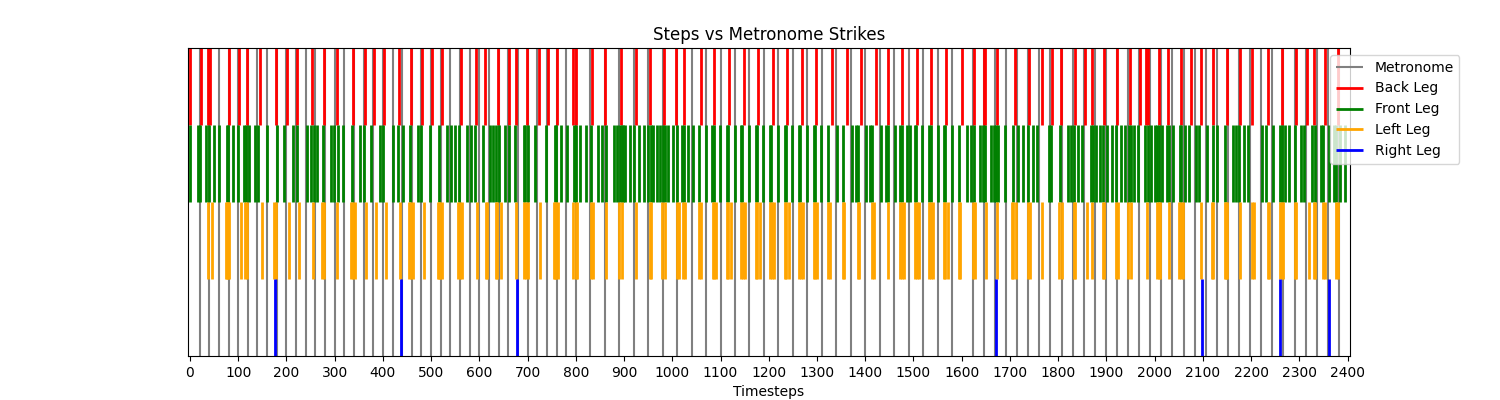 Steps vs Metronome Strikes
Metronome
Back Leg
Front Leg
Left Leg
Right Leg
0 100 200 300 400 500 600 700 800 900 1000 1100 1200 1300 1400 1500 1600 1700 1800 1900 2000 2100 2200 2300 2400
Timesteps